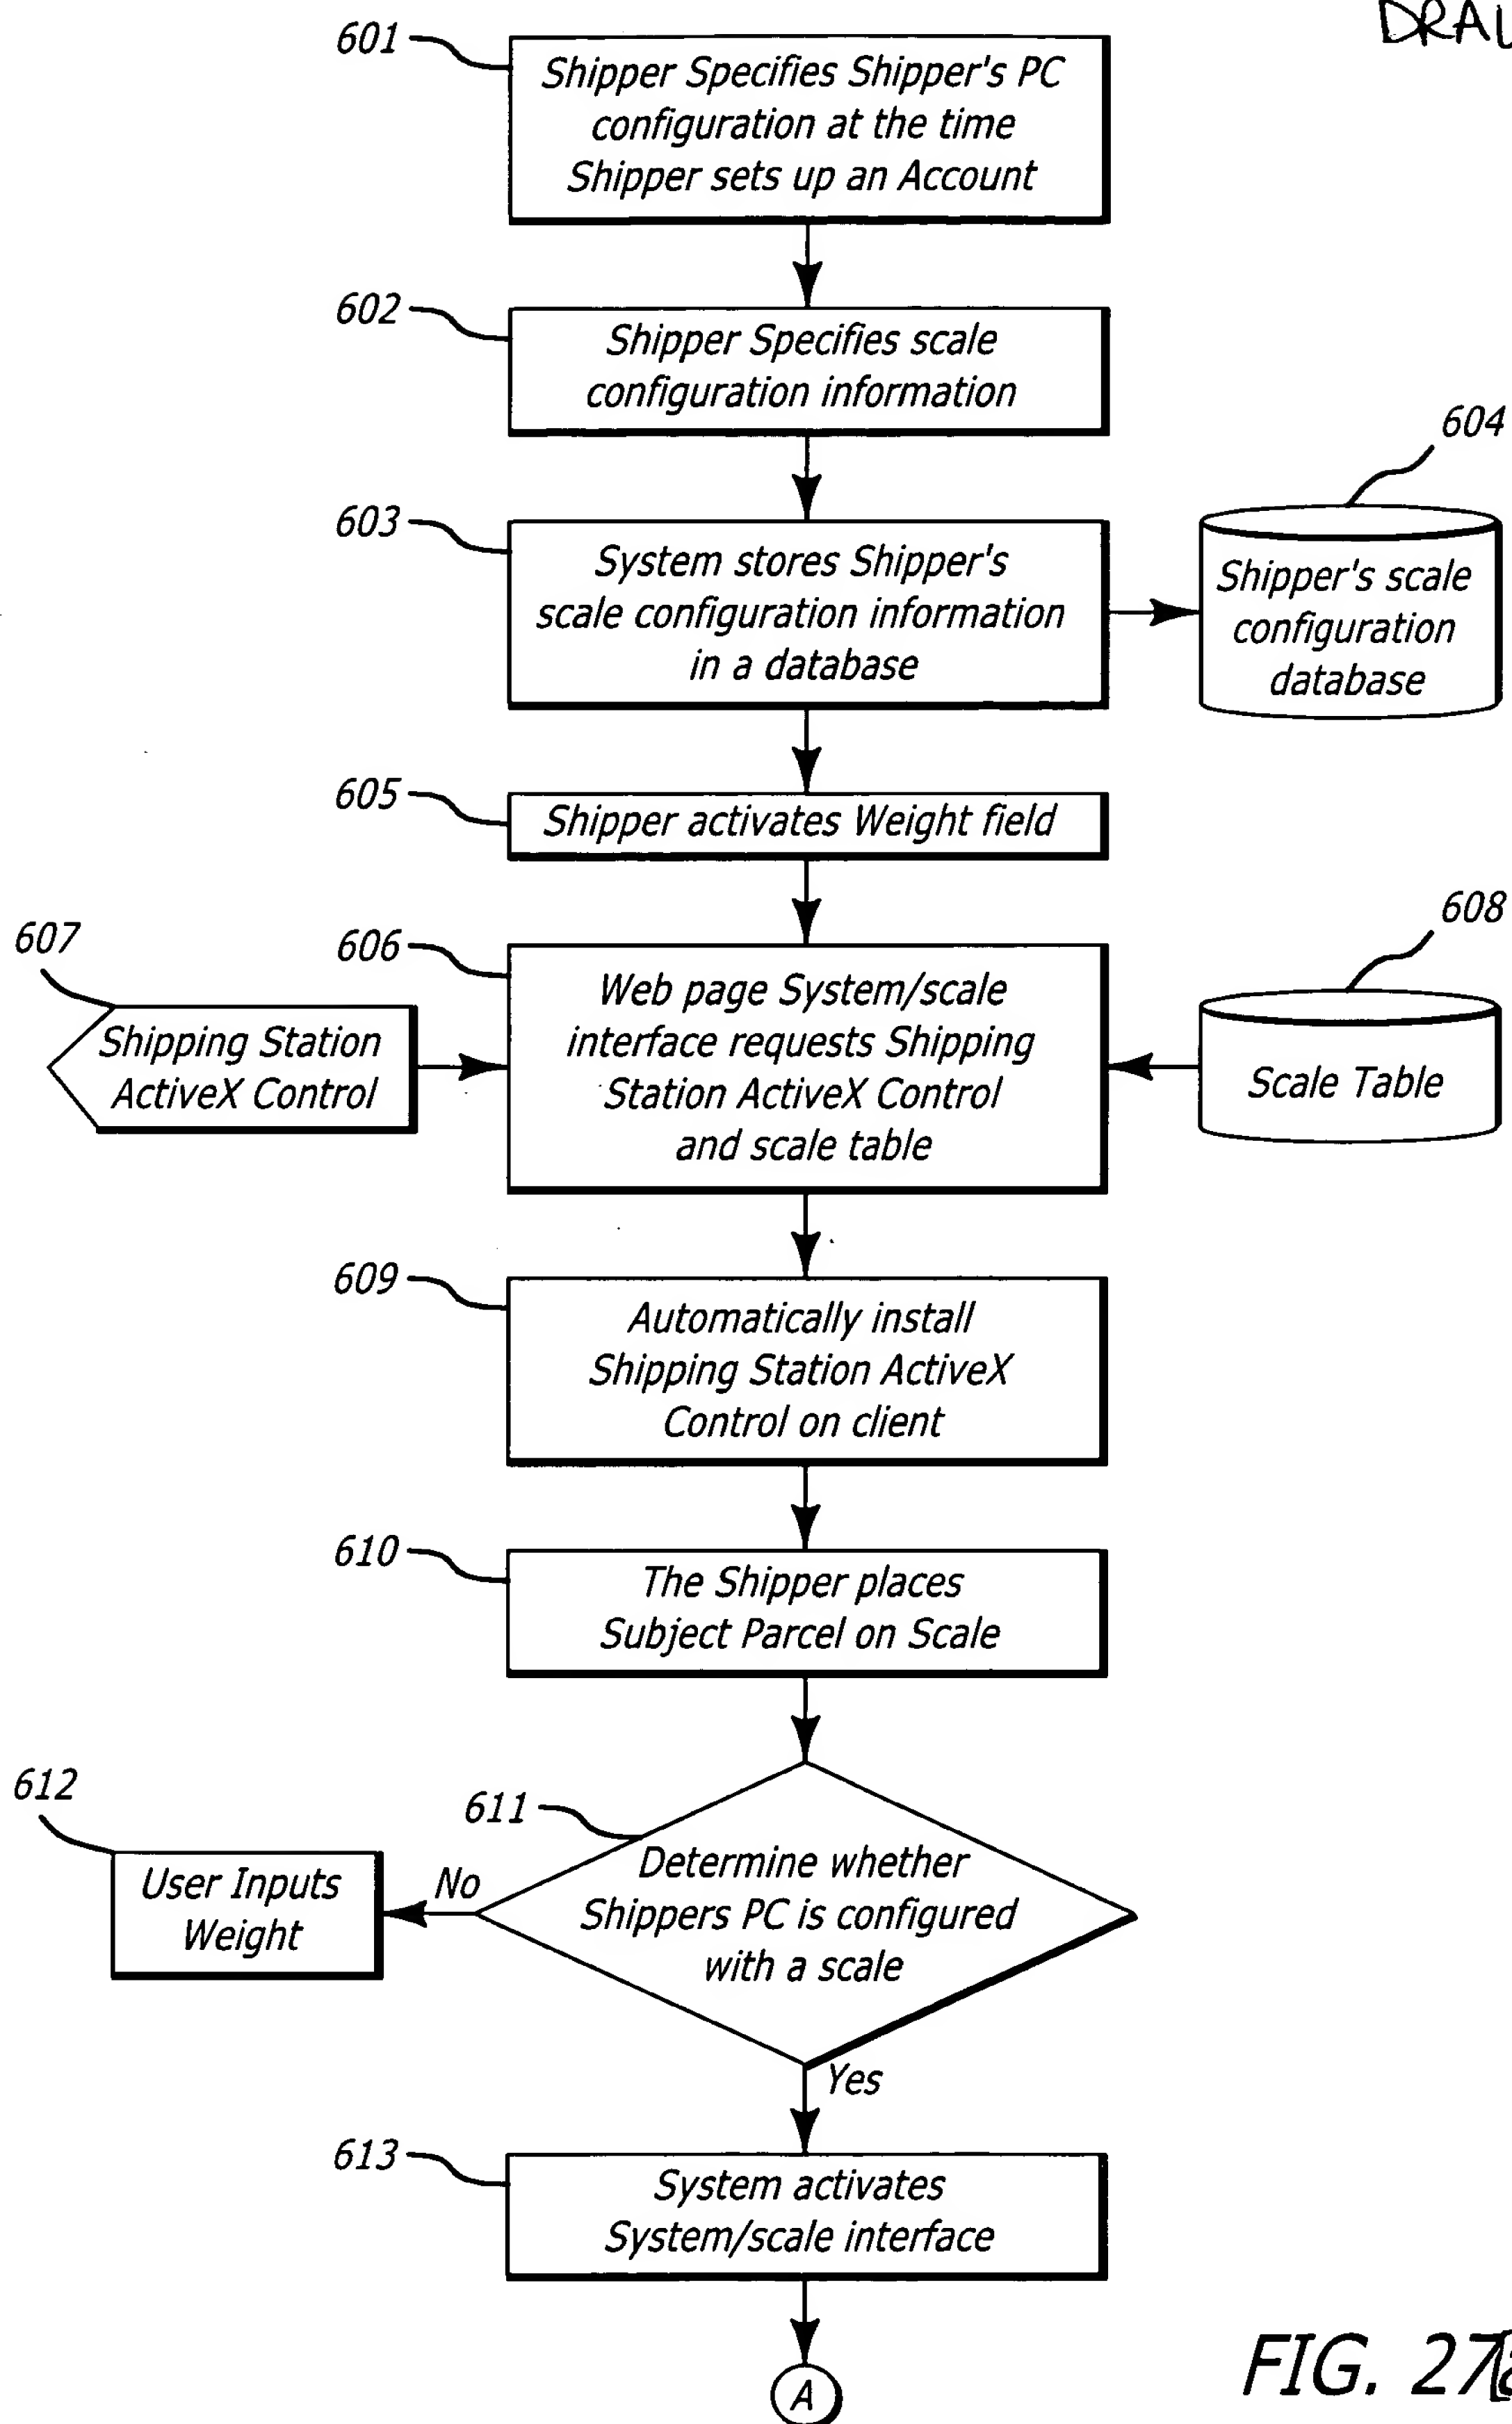 601
Shipper Specifies Shipper's PC
configuration at the time
Shipper sets up an Account
602
Shipper Specifies scale
configuration information
603
System stores Shipper's
scale configuration information
in a database
604
Shipper's scale
configuration
database
605
Shipper activates Weight field
606
Web page System/scale
interface requests Shipping
Station ActiveX Control
and scale table
607
Shipping Station
ActiveX Control
608
Scale Table
609
Automatically install
Shipping Station ActiveX
Control on client
610
The Shipper places
Subject Parcel on Scale
611
Determine whether
Shippers PC is configured
with a scale
No
612
User Inputs
Weight
Yes
613
System activates
System/scale interface
A
FIG. 27